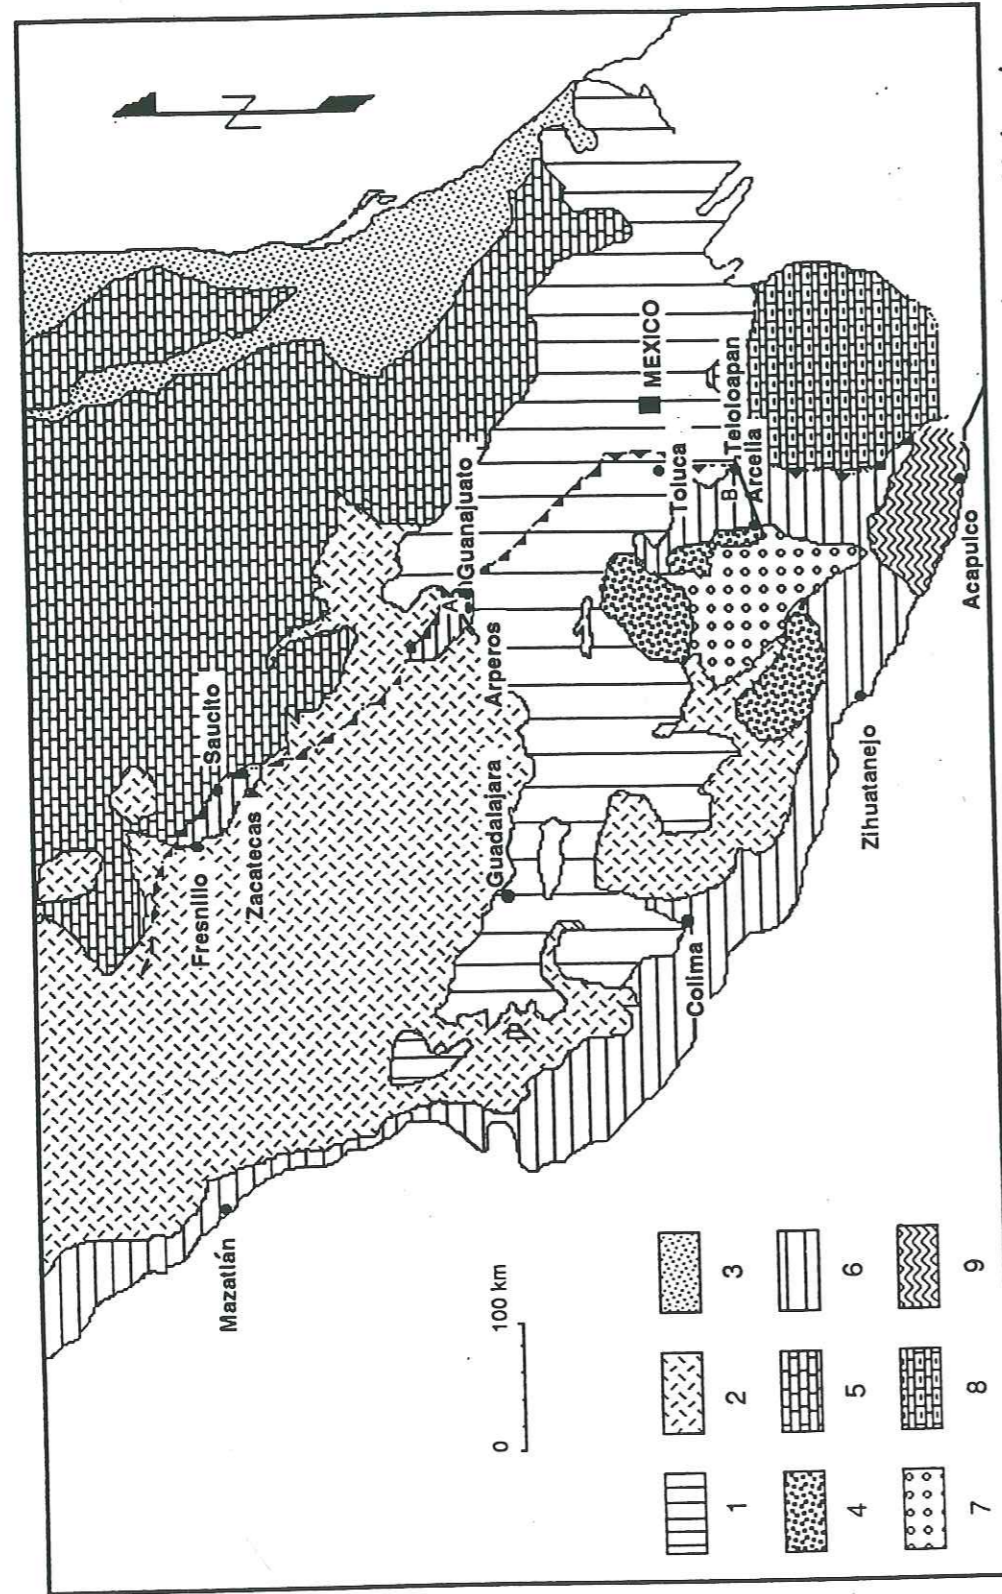 N
Saucito
Fresnillo
Zacatecas
Mazatlán
A
Guanajuato
Arperos
Guadalajara
MEXICO
Toluca
Teloloapan
B
Arcelia
Colima
Zihuatanejo
Acapulco
0 100 km
1
2
3
4
5
6
7
8
9